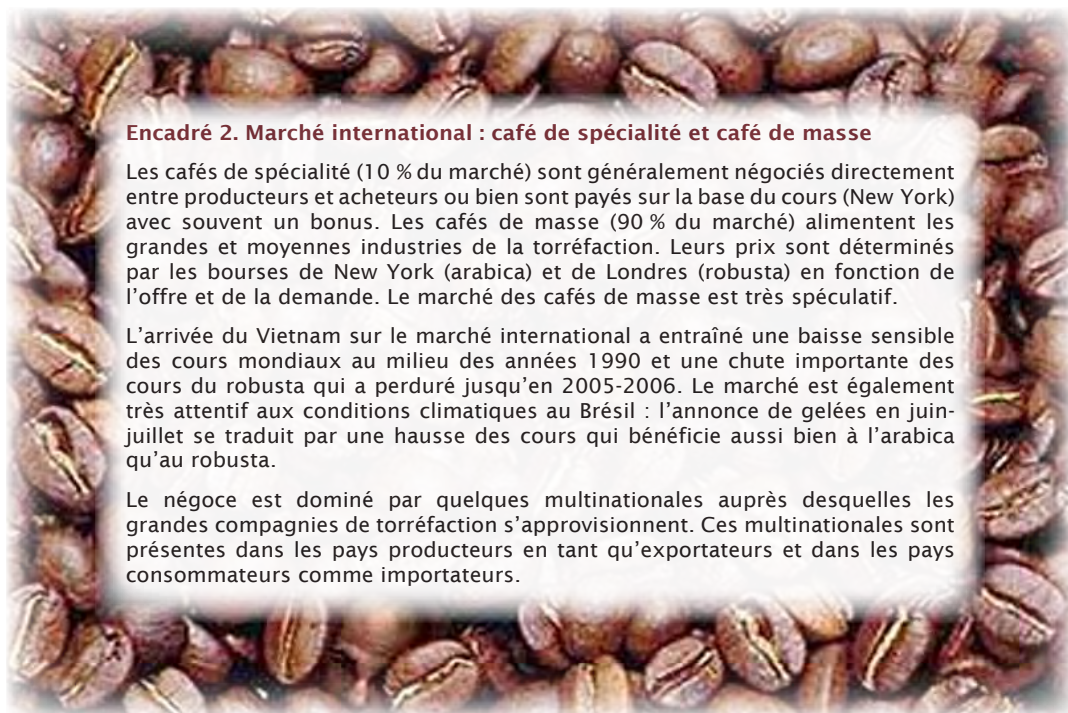 Encadré 2. Marché international : café de spécialité et café de masse
Les cafés de spécialité (10 % du marché) sont généralement négociés directement
entre producteurs et acheteurs ou bien sont payés sur la base du cours (New York)
avec souvent un bonus. Les cafés de masse (90 % du marché) alimentent les
grandes et moyennes industries de la torréfaction. Leurs prix sont déterminés
par les bourses de New York (arabica) et de Londres (robusta) en fonction de
l’offre et de la demande. Le marché des cafés de masse est très spéculatif.
L’arrivée du Vietnam sur le marché international a entraîné une baisse sensible
des cours mondiaux au milieu des années 1990 et une chute importante des
cours du robusta qui a perduré jusqu’en 2005-2006. Le marché est également
très attentif aux conditions climatiques au Brésil : l’annonce de gelées en juin-
juillet se traduit par une hausse des cours qui bénéficie aussi bien à l’arabica
qu’au robusta.
Le négoce est dominé par quelques multinationales auprès desquelles les
grandes compagnies de torréfaction s’approvisionnent. Ces multinationales sont
présentes dans les pays producteurs en tant qu’exportateurs et dans les pays
consommateurs comme importateurs.